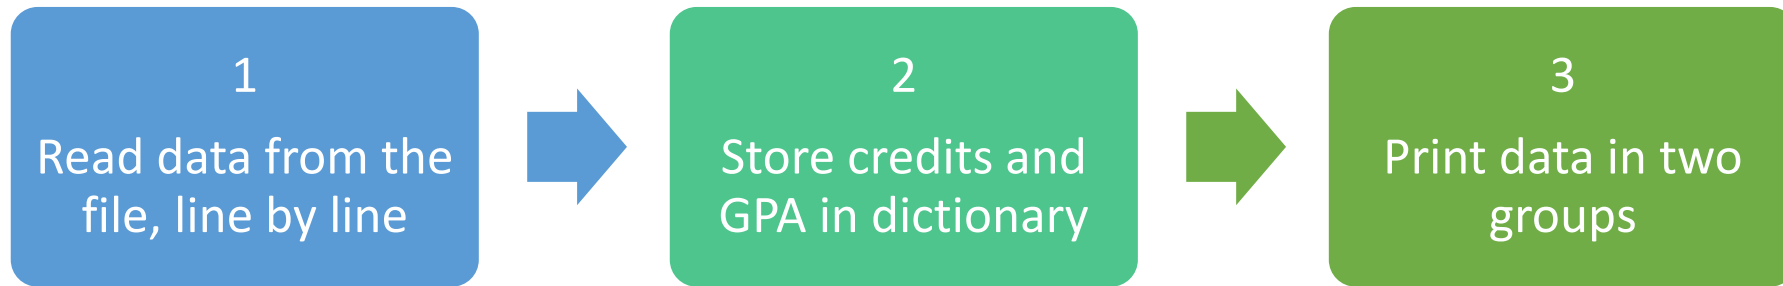 1
Read data from the
file, line by line
2
Store credits and
GPA in dictionary
3
Print data in two
groups